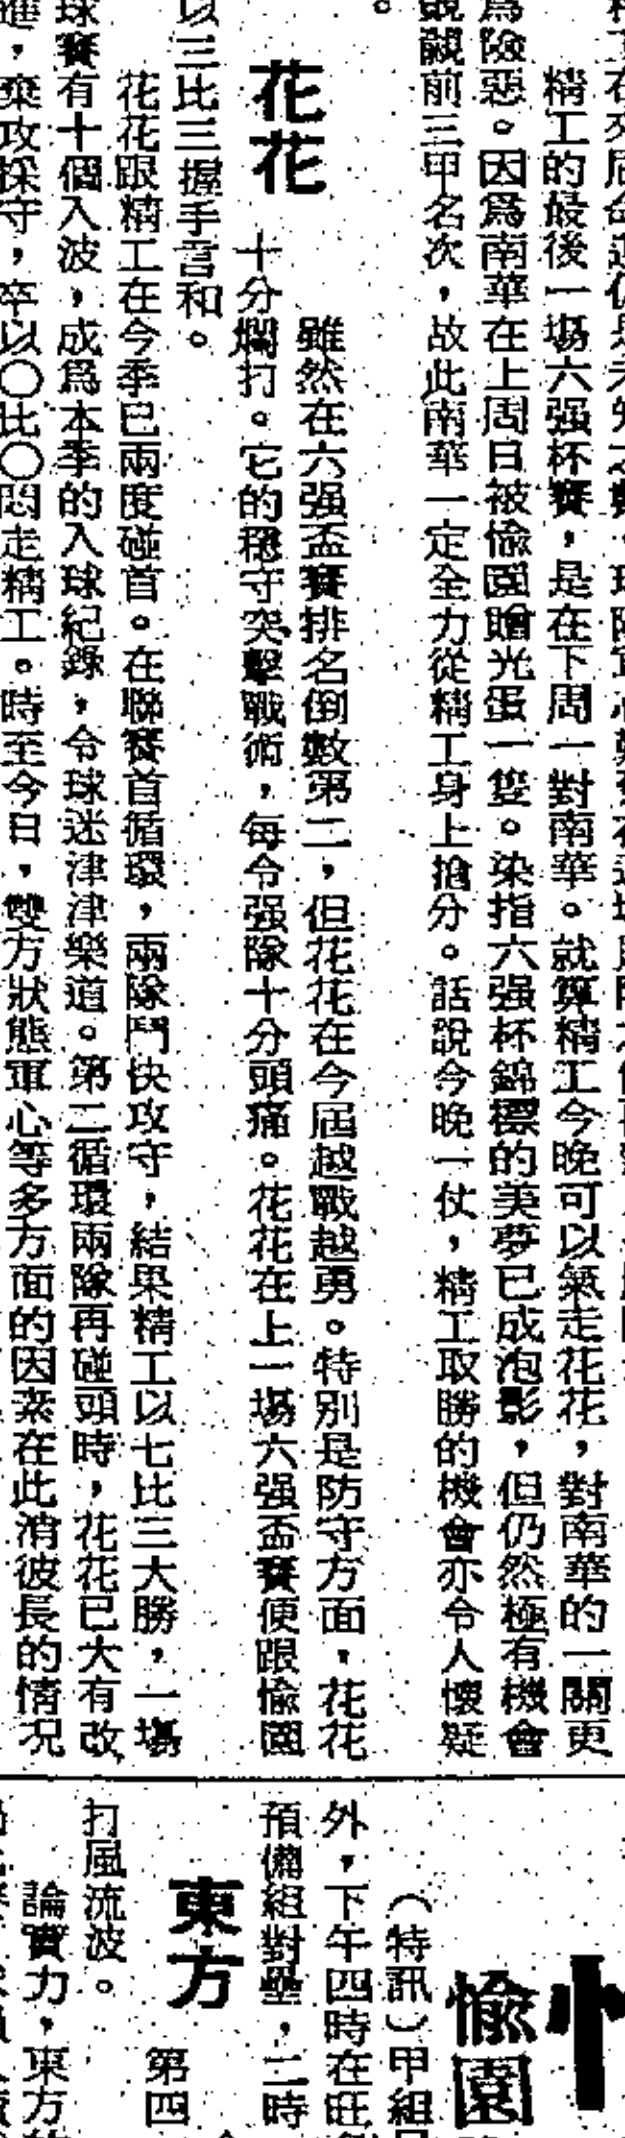 精工的最後一場六强杯賽，是在下周一對南華。就算精工今晚可以氣走花花，對南華的一關更
爲險惡。因爲南華在上周日被愉園贈光蛋一隻。染指六强杯錦標的美夢已成泡影，但仍然極有機會
競觎前三甲名次，故此南華一定全力從精工身上搶分。話說今晚一仗，精工取勝的機會亦令人懷疑
。
花花
雖然在六强盃賽排名倒數第二，但花花在今屆越戰越勇。特別是防守方面，花花
十分爛打。它的穩守突擊戰術，每令强隊十分頭痛。花花在上一場六强盃賽便跟愉園
以三比三握手言和。
花花跟精工在今季已兩度碰首。在聯賽首循環，兩隊鬥快攻守，結果精工以七比三大勝，一場
球賽有十個入波，成爲本季的入球紀錄，令球迷津津樂道。第二循環兩隊再碰頭時，花花已大有改
進，棄攻採守，卒以〇比〇悶走精工。時至今日，雙方狀態軍心等多方面的因素在此消彼長的情況
愉園
（特訊）甲組
外，下午四時在旺
預備組對壘，二時
東方
第四
打風流波。
論實力，東方